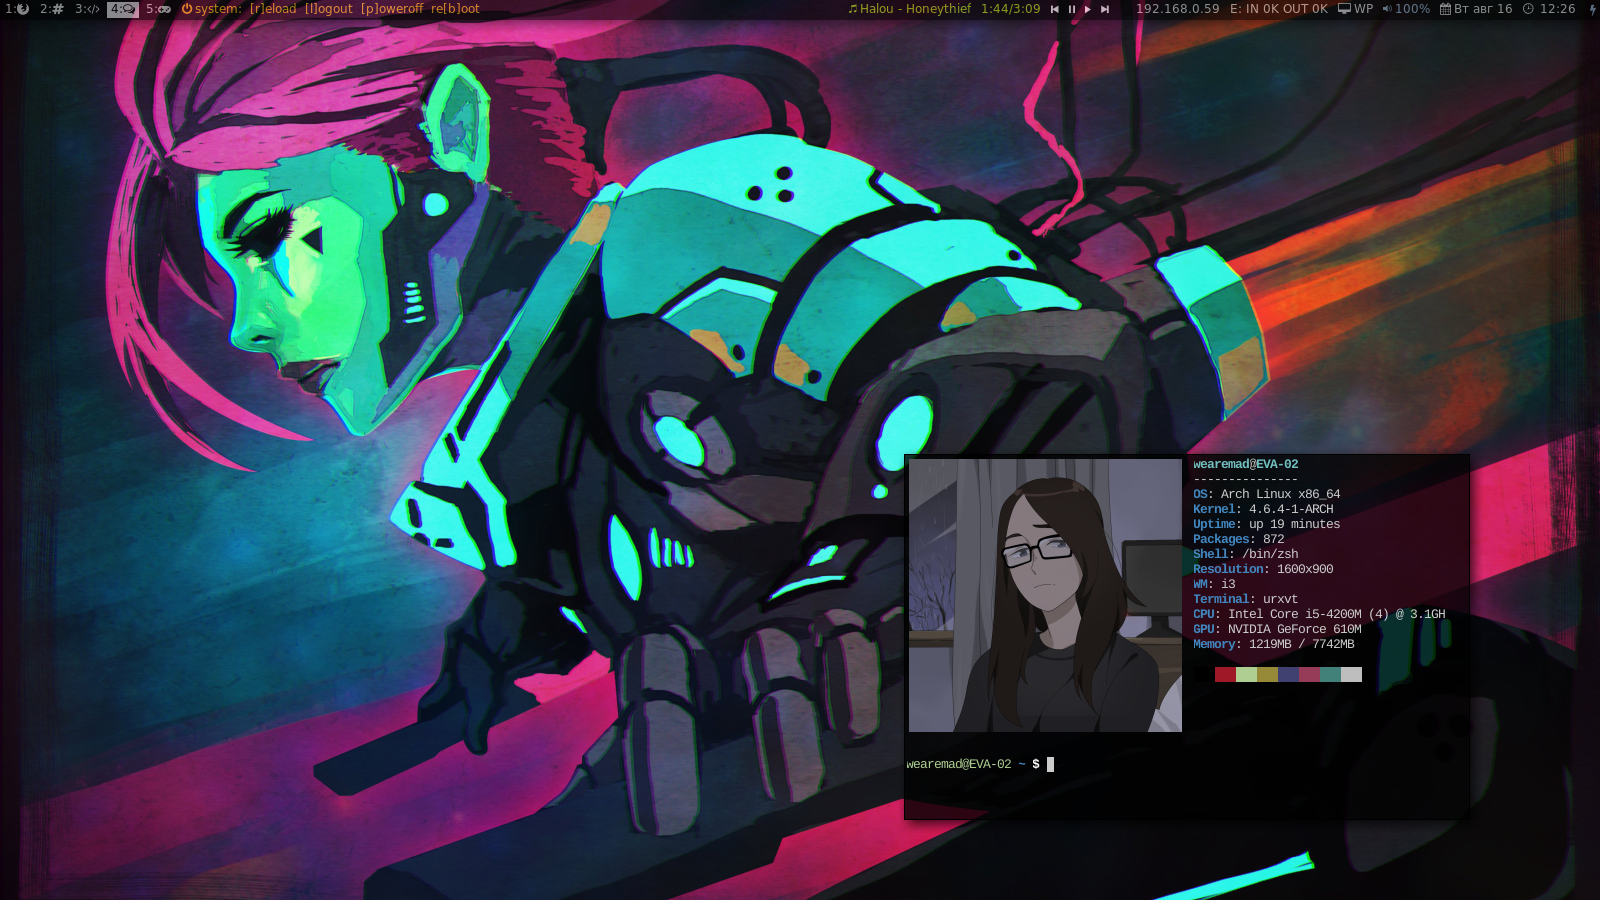 1: 2:# 3:</> 4: 5: system: [r]eload [l]ogout [p]oweroff re[b]oot
Halou - Honeythief 1:44/3:09
192.168.0.59 E: IN 0K OUT 0K WP 100% Вт авг 16 12:26
wearemad@EVA-02
---------------
OS: Arch Linux x86_64
Kernel: 4.6.4-1-ARCH
Uptime: up 19 minutes
Packages: 872
Shell: /bin/zsh
Resolution: 1600x900
WM: i3
Terminal: urxvt
CPU: Intel Core i5-4200M (4) @ 3.1GH
GPU: NVIDIA GeForce 610M
Memory: 1219MB / 7742MB
wearemad@EVA-02 ~ $